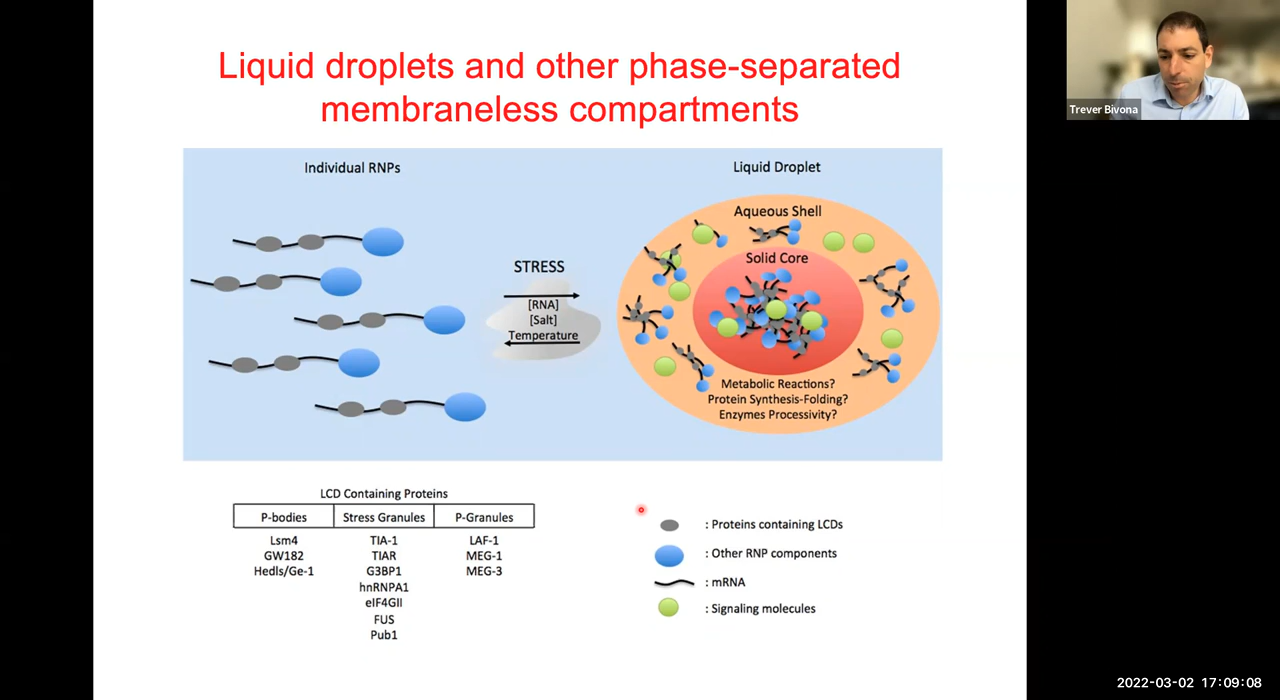 Liquid droplets and other phase-separated
membraneless compartments
Individual RNPs
Liquid Droplet
Aqueous Shell
Solid Core
STRESS
[RNA]
[Salt]
Temperature
Metabolic Reactions?
Protein Synthesis-Folding?
Enzymes Processivity?
LCD Containing Proteins
P-bodies Stress Granules P-Granules
Lsm4 TIA-1 LAF-1
GW182 TIAR MEG-1
Hedls/Ge-1 G3BP1 MEG-3
hnRNPA1
eIF4GII
FUS
Pub1
: Proteins containing LCDs
: Other RNP components
: mRNA
: Signaling molecules
Trever Bivona
2022-03-02 17:09:08